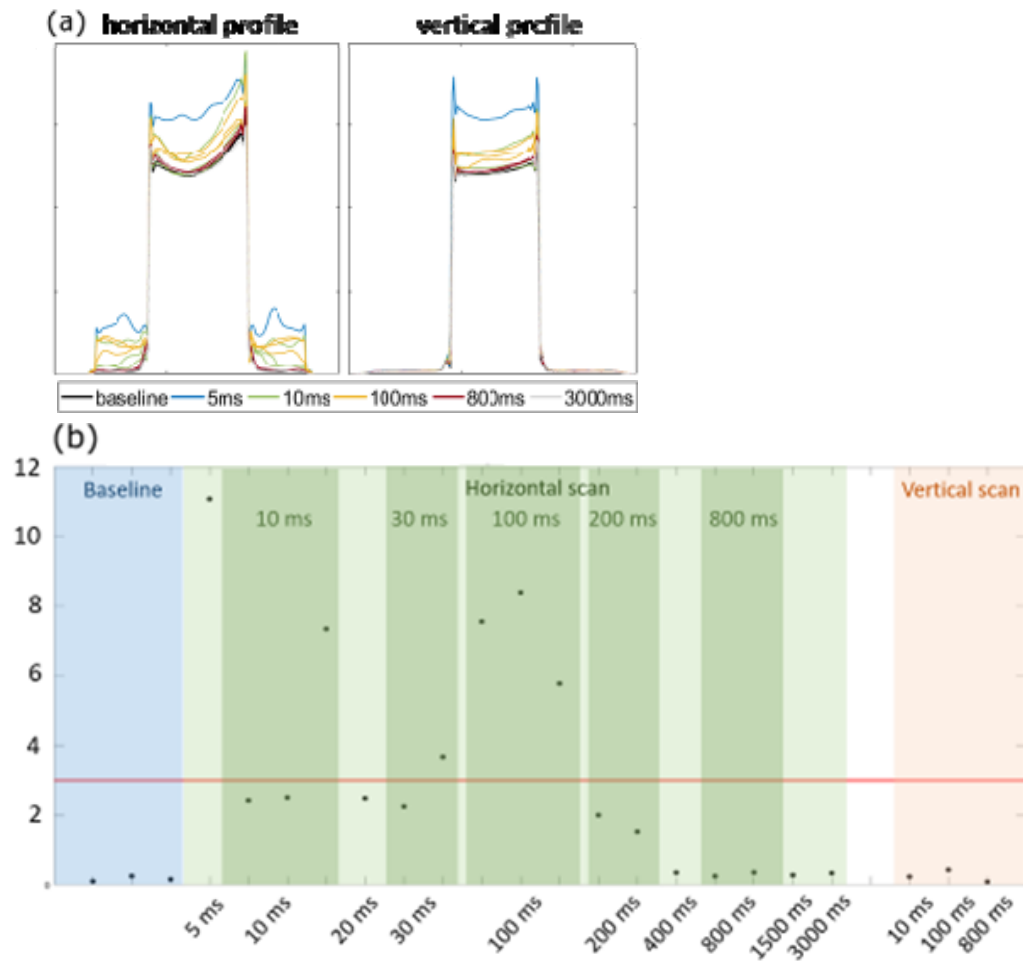 (a) horizontal profile vertical profile
baseline 5ms 10ms 100ms 800ms 3000ms
(b)
12
Baseline Horizontal scan Vertical scan
10 ms 30 ms 100 ms 200 ms 800 ms
10
8
6
4
2
0
5 ms 10 ms 20 ms 30 ms 100 ms 200 ms 400 ms 800 ms 1500 ms 3000 ms 10 ms 100 ms 800 ms